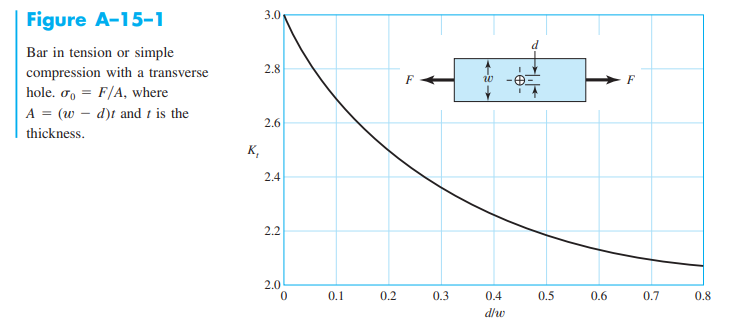 Figure A–15–1
Bar in tension or simple
compression with a transverse
hole. σ₀ = F/A, where
A = (w − d)t and t is the
thickness.
3.0
2.8
2.6
Kₜ
2.4
2.2
2.0
0
0.1
0.2
0.3
0.4
0.5
0.6
0.7
0.8
d/w
d
F
w
F